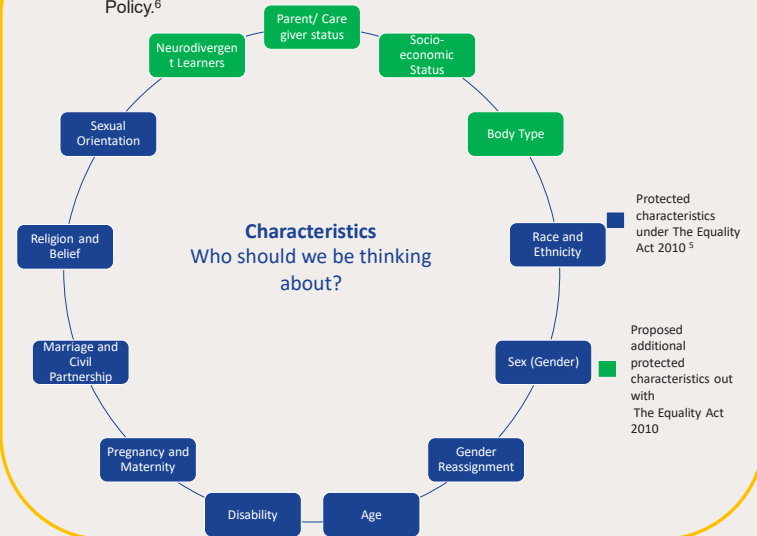 Policy.⁶
Parent/ Care
giver status
Neurodivergen
t Learners
Socio-
economic
Status
Sexual
Orientation
Body Type
Religion and
Belief
Characteristics
Who should we be thinking
about?
Race and
Ethnicity
Protected
characteristics
under The Equality
Act 2010 ⁵
Marriage and
Civil
Partnership
Sex (Gender)
Proposed
additional
protected
characteristics out
with
The Equality Act
2010
Pregnancy and
Maternity
Gender
Reassignment
Disability
Age